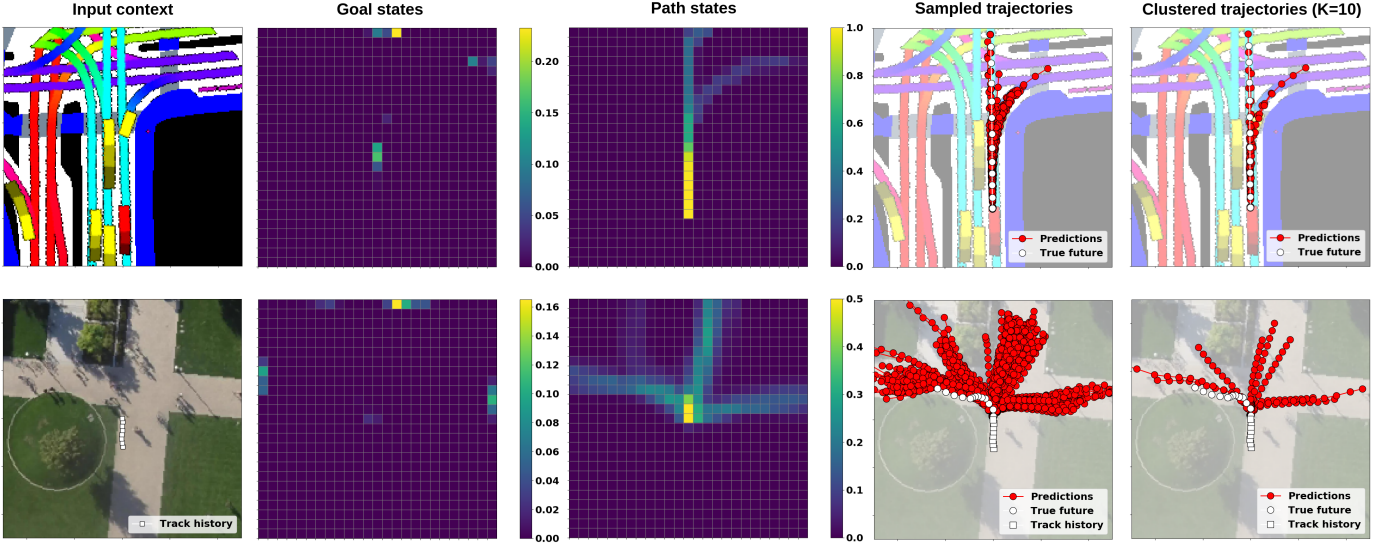 Input context
Goal states
Path states
Sampled trajectories
Clustered trajectories (K=10)
0.20
0.15
0.10
0.05
0.00
1.0
0.8
0.6
0.4
0.2
0.0
Predictions
True future
Predictions
True future
Track history
0.16
0.14
0.12
0.10
0.08
0.06
0.04
0.02
0.00
0.5
0.4
0.3
0.2
0.1
0.0
Predictions
True future
Track history
Predictions
True future
Track history